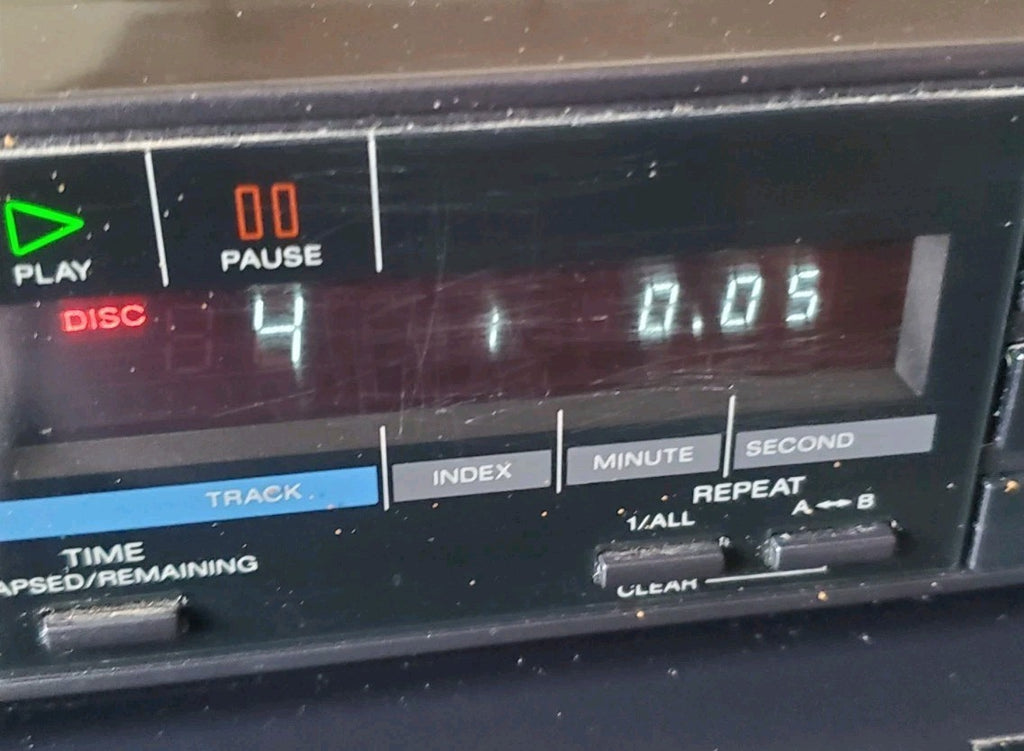 PLAY PAUSE
DISC 4 1 0.05
TRACK INDEX MINUTE SECOND
REPEAT
TIME 1/ALL A↔B
APSED/REMAINING
CLEAR